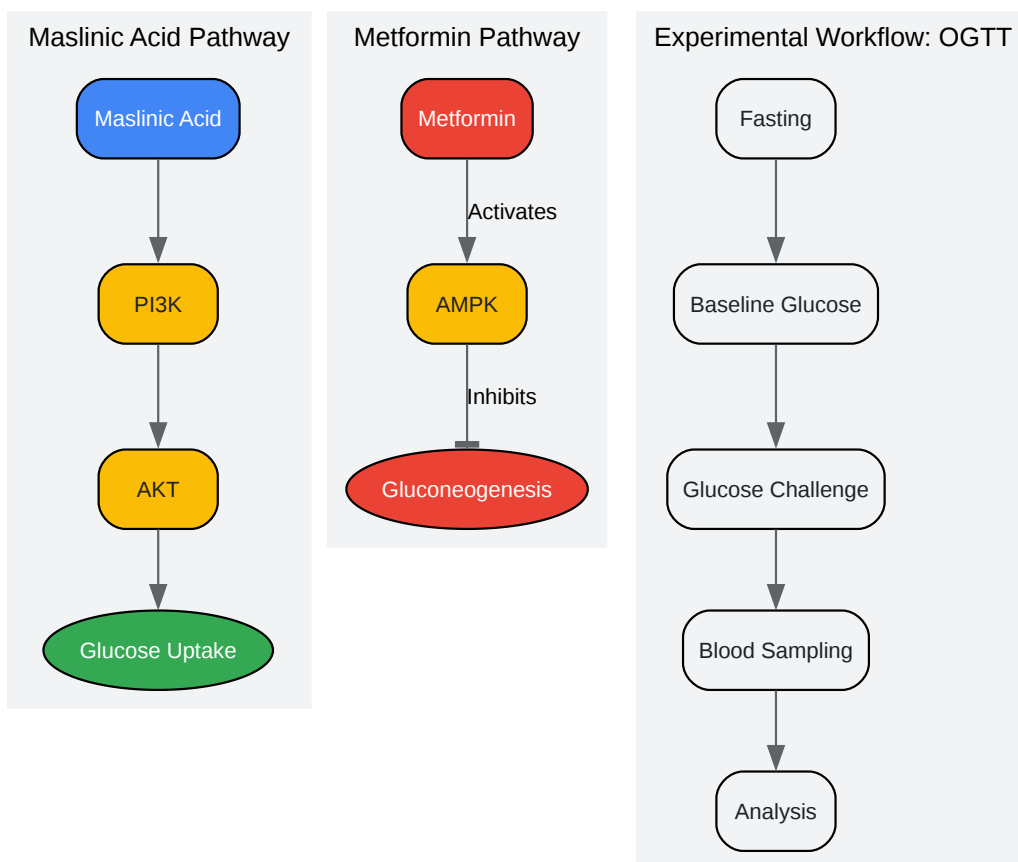 Maslinic Acid Pathway
Maslinic Acid
PI3K
AKT
Glucose Uptake
Metformin Pathway
Metformin
Activates
AMPK
Inhibits
Gluconeogenesis
Experimental Workflow: OGTT
Fasting
Baseline Glucose
Glucose Challenge
Blood Sampling
Analysis